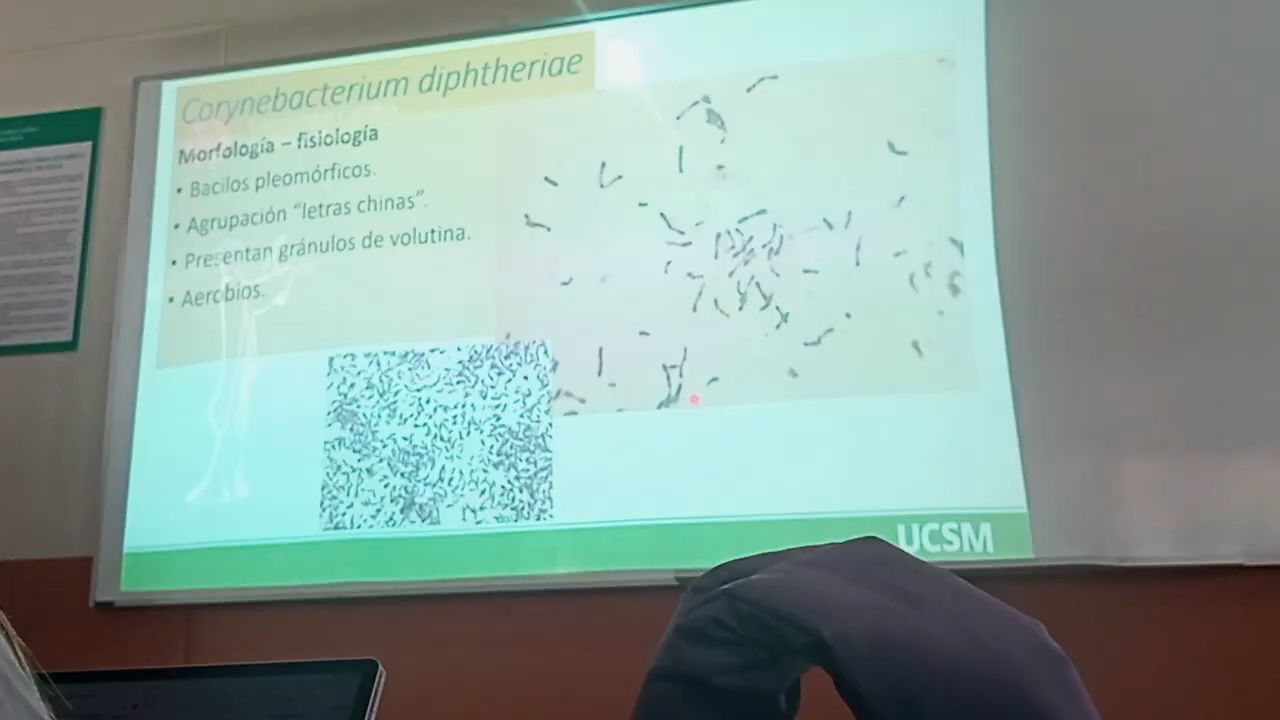 Corynebacterium diphtheriae
Morfología – fisiología
• Bacilos pleomórficos.
• Agrupación “letras chinas”.
• Presentan gránulos de volutina.
• Aerobios.
UCSM